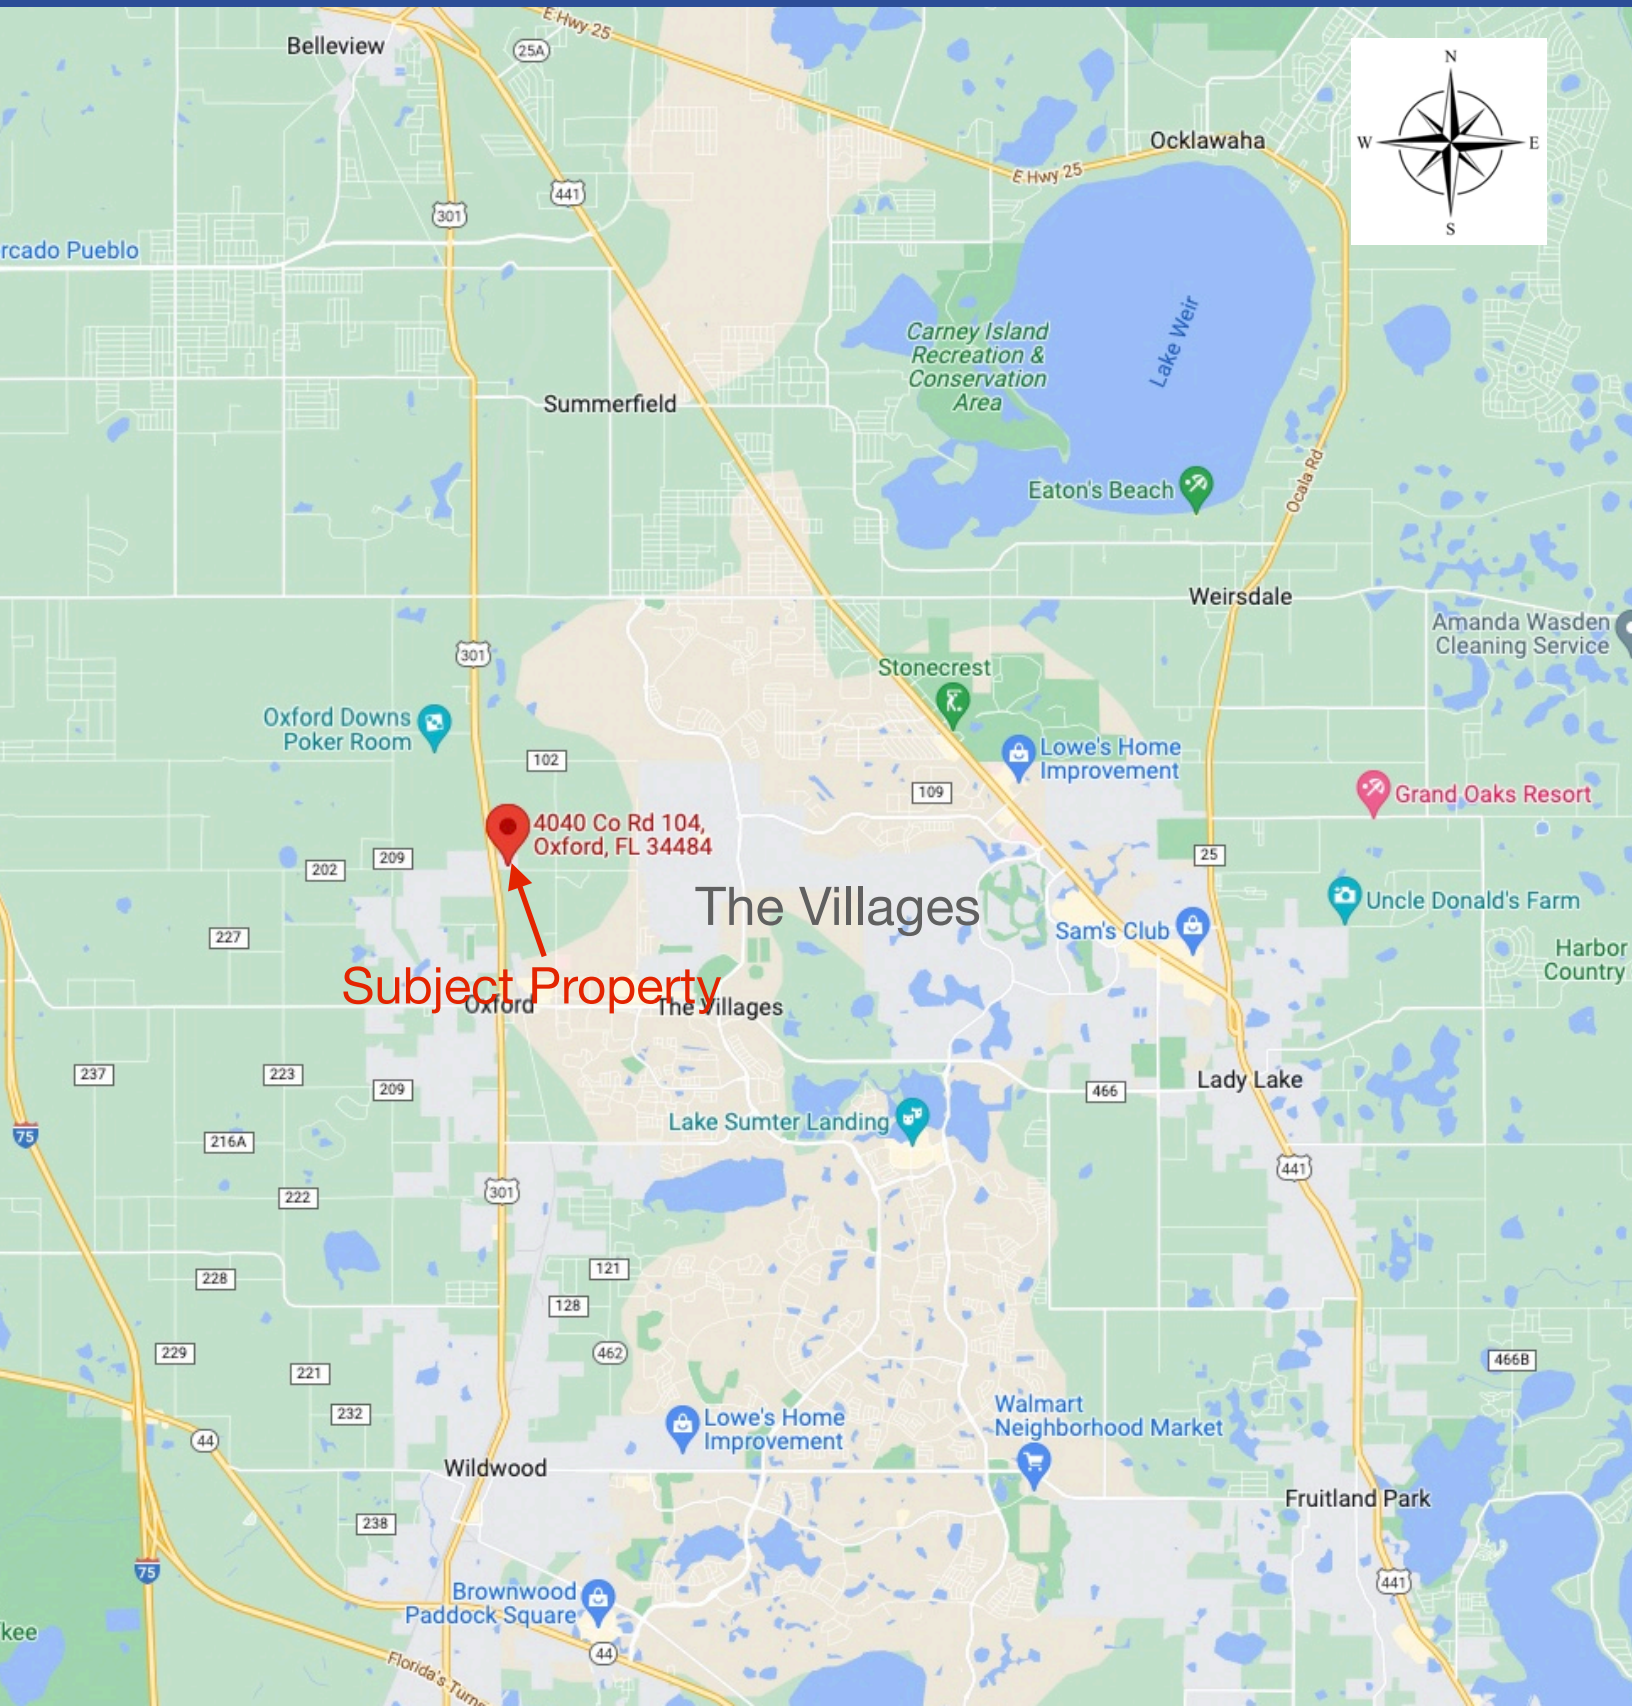 E Hwy 25
Belleview
25A
N
W
E
S
Ocklawaha
E Hwy 25
441
301
rcado Pueblo
Lake Weir
Carney Island
Recreation &
Conservation
Area
Summerfield
Ocala Rd
Eaton's Beach
Weirsdale
Amanda Wasden
Cleaning Service
301
Stonecrest
Oxford Downs
Poker Room
102
Lowe's Home
Improvement
109
Grand Oaks Resort
4040 Co Rd 104,
Oxford, FL 34484
209
202
25
The Villages
Uncle Donald's Farm
Sam's Club
227
Harbor
Country
Subject Property
Oxford
The Villages
237
223
209
466
Lady Lake
Lake Sumter Landing
75
216A
441
222
301
121
228
128
229
462
221
466B
232
Lowe's Home
Improvement
Walmart
Neighborhood Market
44
Wildwood
Fruitland Park
238
75
441
Brownwood
Paddock Square
kee
44
Florida's Turnp